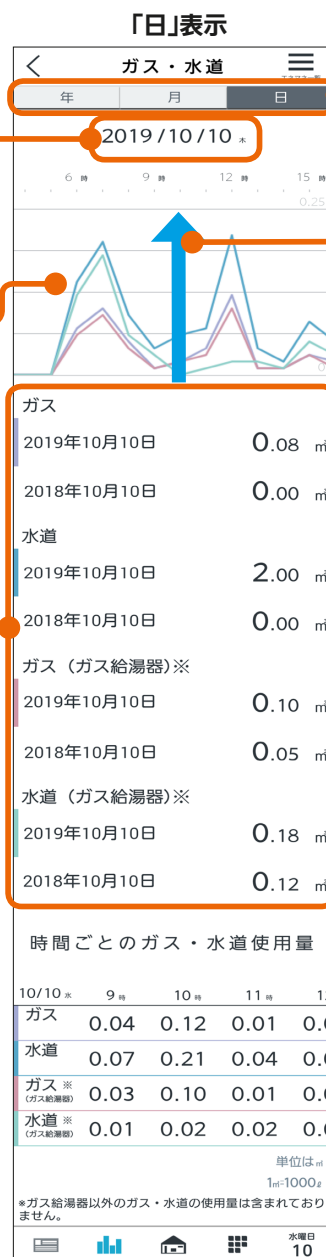 「日」表示
ガス・水道
年 月 日
2019/10/10 木
6 時 9 時 12 時 15 時
0.25
ガス
2019年10月10日 0.08 ㎥
2018年10月10日 0.00 ㎥
水道
2019年10月10日 2.00 ㎥
2018年10月10日 0.00 ㎥
ガス（ガス給湯器）※
2019年10月10日 0.10 ㎥
2018年10月10日 0.05 ㎥
水道（ガス給湯器）※
2019年10月10日 0.18 ㎥
2018年10月10日 0.12 ㎥
時間ごとのガス・水道使用量
10/10 水 9 時 10 時 11 時
ガス 0.04 0.12 0.01
水道 0.07 0.21 0.04
ガス ※ 0.03 0.10 0.01
(ガス給湯器)
水道 ※ 0.01 0.02 0.02
(ガス給湯器)
単位は㎥
1㎥=1000ℓ
※ガス給湯器以外のガス・水道の使用量は含まれており
ません。
水曜日
10